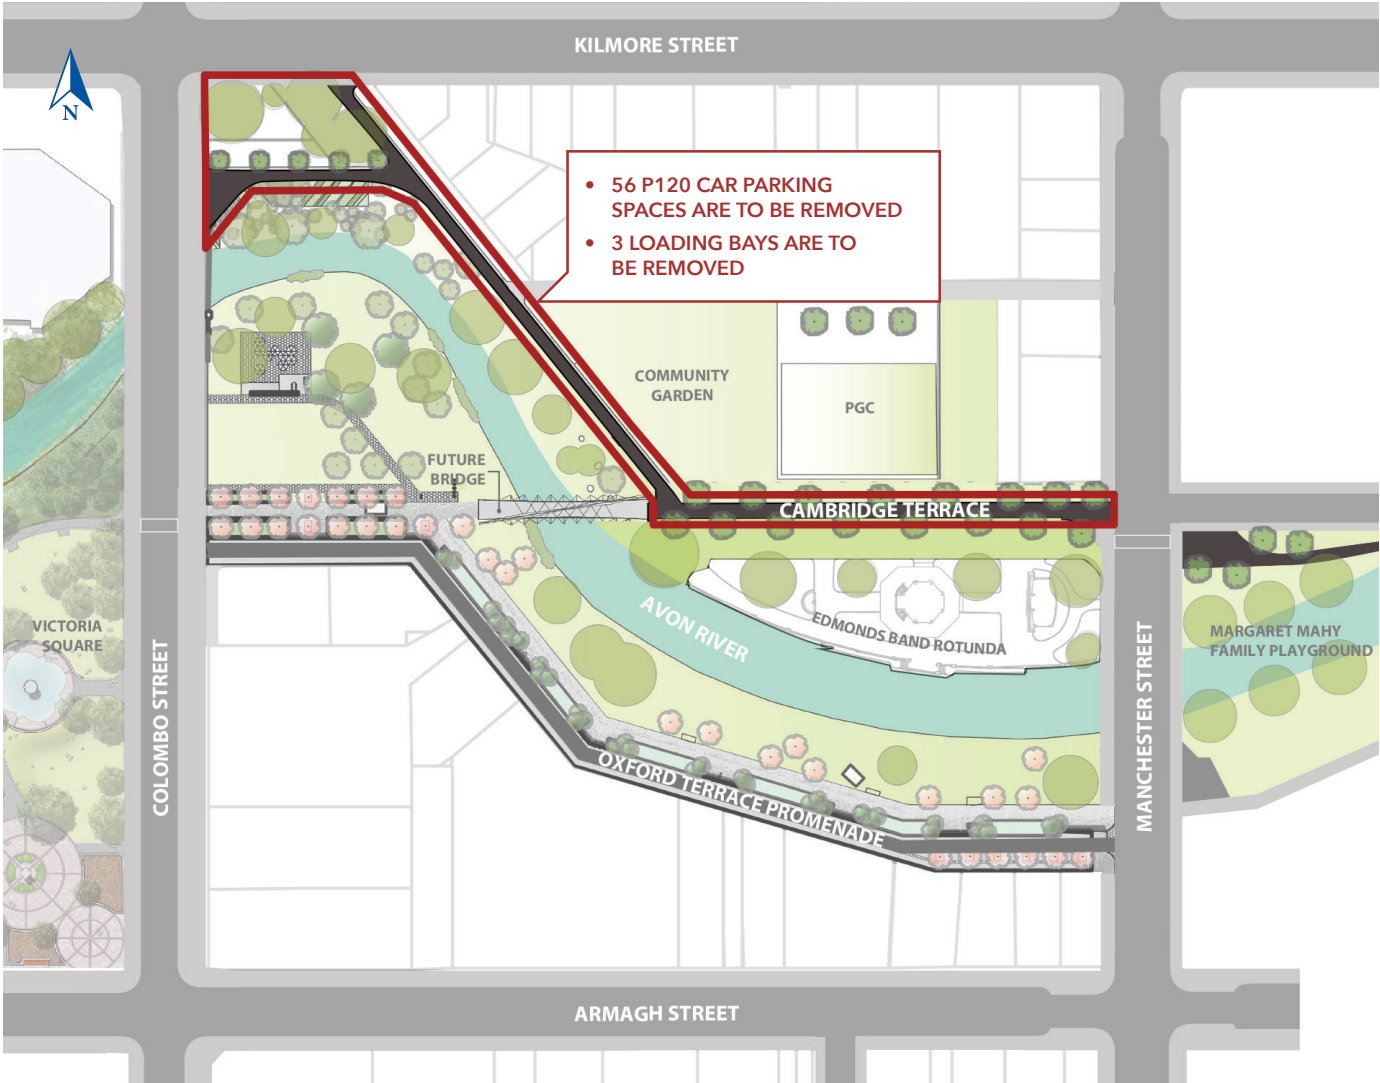 KILMORE STREET
N
• 56 P120 CAR PARKING
SPACES ARE TO BE REMOVED
• 3 LOADING BAYS ARE TO
BE REMOVED
COMMUNITY
GARDEN
PGC
FUTURE
BRIDGE
CAMBRIDGE TERRACE
AVON RIVER
EDMONDS BAND ROTUNDA
VICTORIA
SQUARE
MARGARET MAHY
FAMILY PLAYGROUND
COLOMBO STREET
MANCHESTER STREET
OXFORD TERRACE PROMENADE
ARMAGH STREET